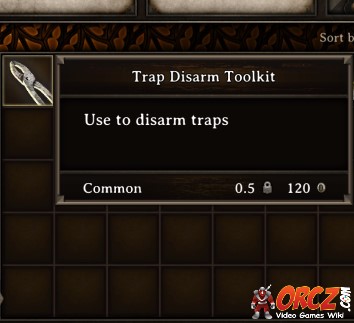 Sort b
Trap Disarm Toolkit
Use to disarm traps
Common 0.5 120
ORCZ.COM
Video Games Wiki